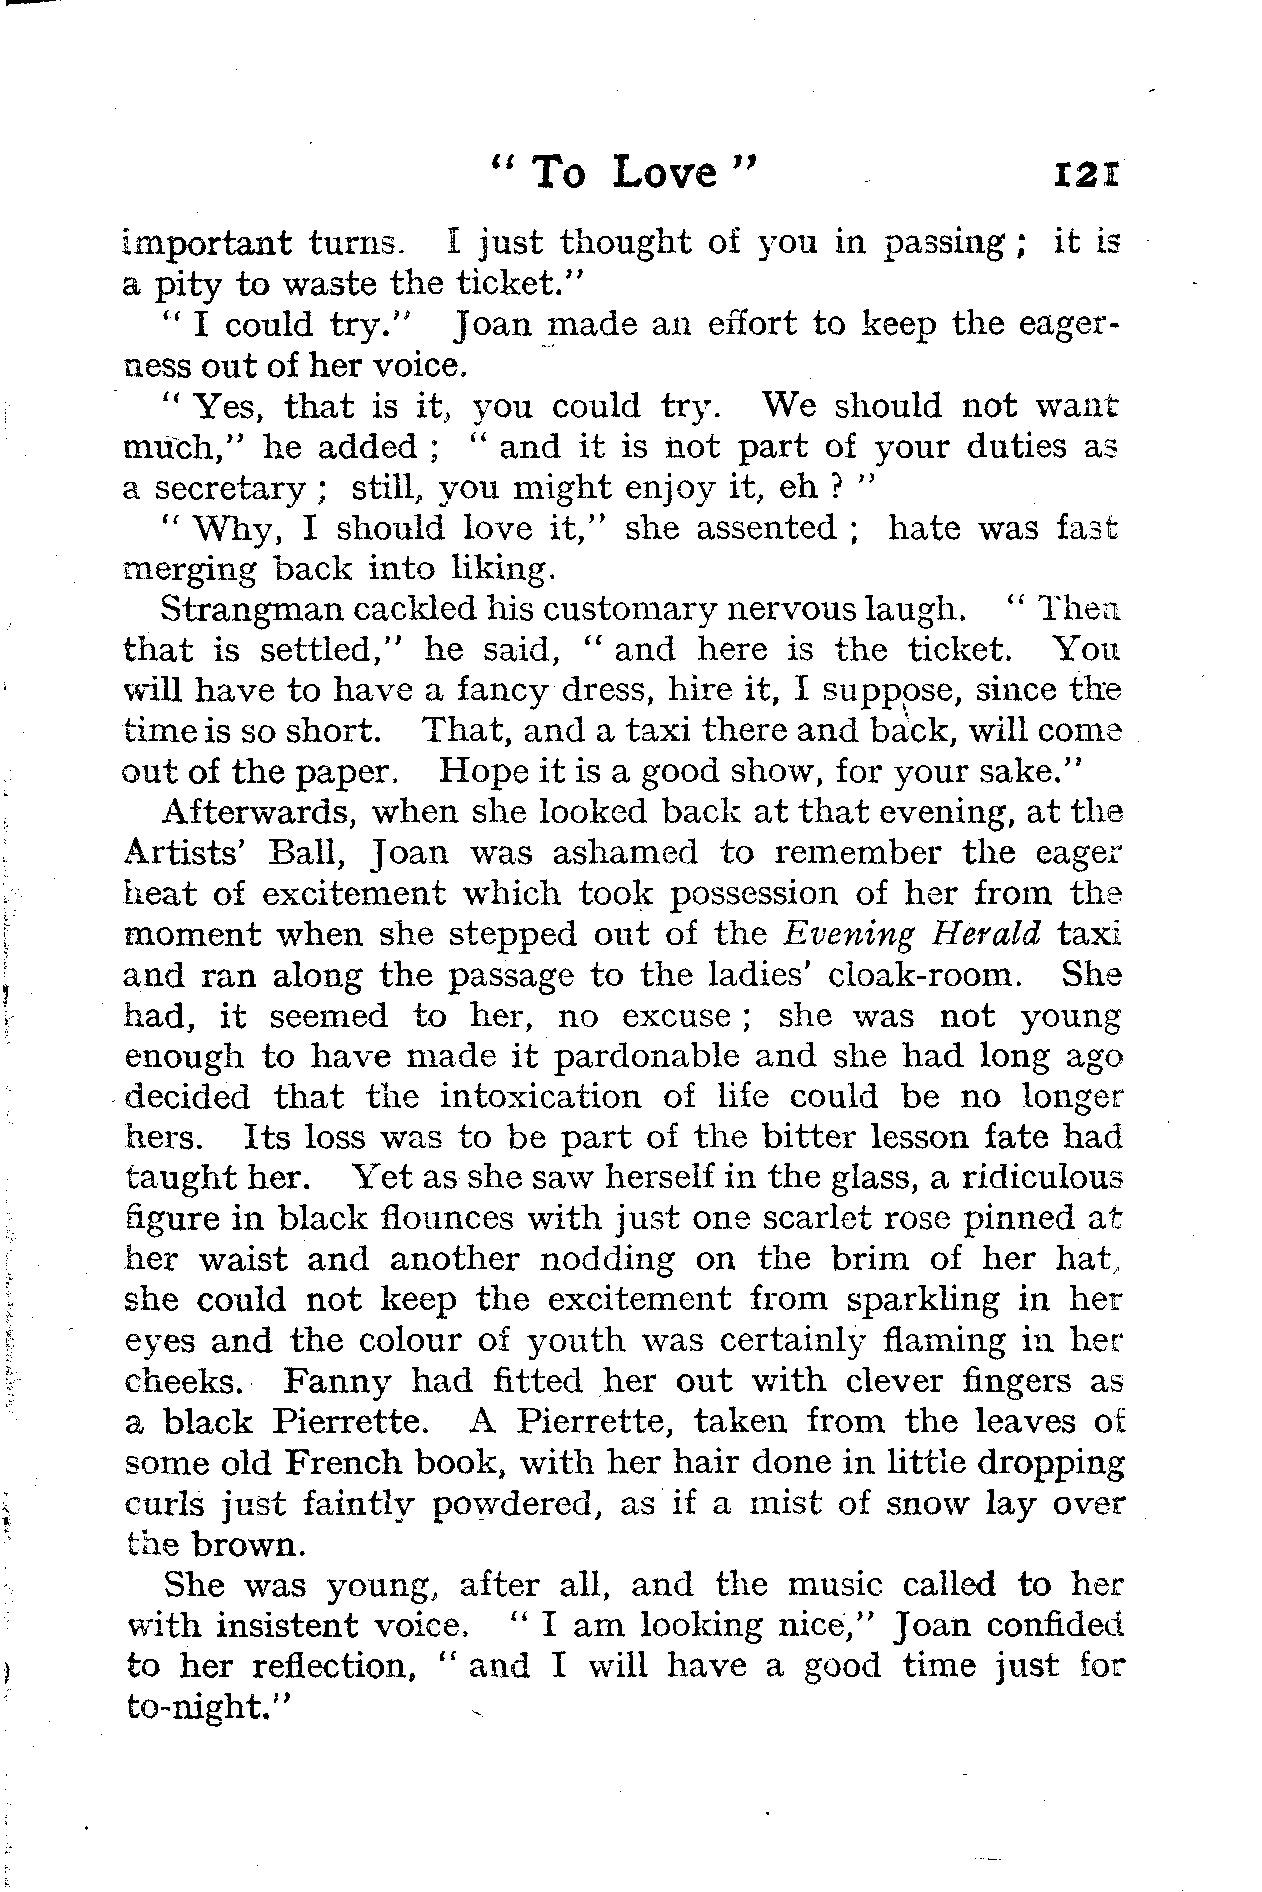 “ To Love ” 121
important turns. I just thought of you in passing ; it is
a pity to waste the ticket.”
“ I could try.” Joan made an effort to keep the eager-
ness out of her voice.
“ Yes, that is it, you could try. We should not want
much,” he added ; “ and it is not part of your duties as
a secretary ; still, you might enjoy it, eh ? ”
“ Why, I should love it,” she assented ; hate was fast
merging back into liking.
Strangman cackled his customary nervous laugh. “ Then
that is settled,” he said, “ and here is the ticket. You
will have to have a fancy dress, hire it, I suppose, since the
time is so short. That, and a taxi there and back, will come
out of the paper. Hope it is a good show, for your sake.”
Afterwards, when she looked back at that evening, at the
Artists’ Ball, Joan was ashamed to remember the eager
heat of excitement which took possession of her from the
moment when she stepped out of the Evening Herald taxi
and ran along the passage to the ladies’ cloak-room. She
had, it seemed to her, no excuse ; she was not young
enough to have made it pardonable and she had long ago
decided that the intoxication of life could be no longer
hers. Its loss was to be part of the bitter lesson fate had
taught her. Yet as she saw herself in the glass, a ridiculous
figure in black flounces with just one scarlet rose pinned at
her waist and another nodding on the brim of her hat,
she could not keep the excitement from sparkling in her
eyes and the colour of youth was certainly flaming in her
cheeks. Fanny had fitted her out with clever fingers as
a black Pierrette. A Pierrette, taken from the leaves of
some old French book, with her hair done in little dropping
curls just faintly powdered, as if a mist of snow lay over
the brown.
She was young, after all, and the music called to her
with insistent voice. “ I am looking nice,” Joan confided
to her reflection, “ and I will have a good time just for
to-night.”